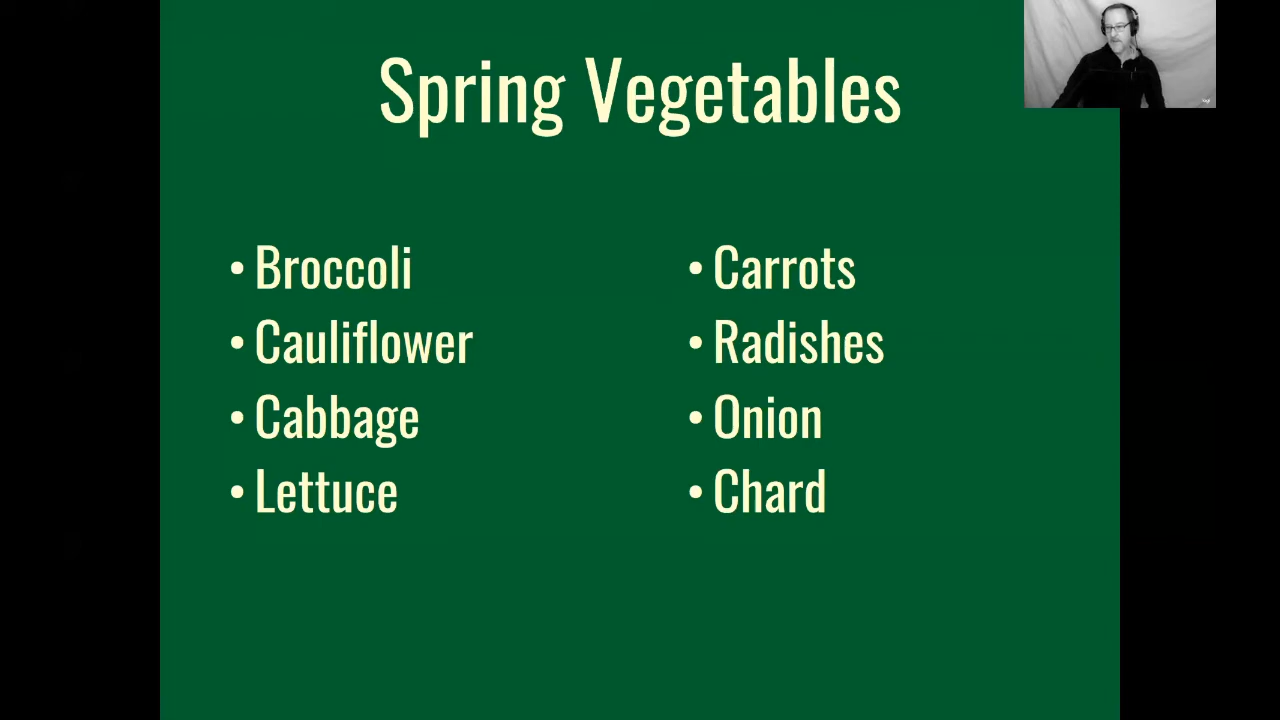 Spring Vegetables
• Broccoli
• Cauliflower
• Cabbage
• Lettuce
• Carrots
• Radishes
• Onion
• Chard